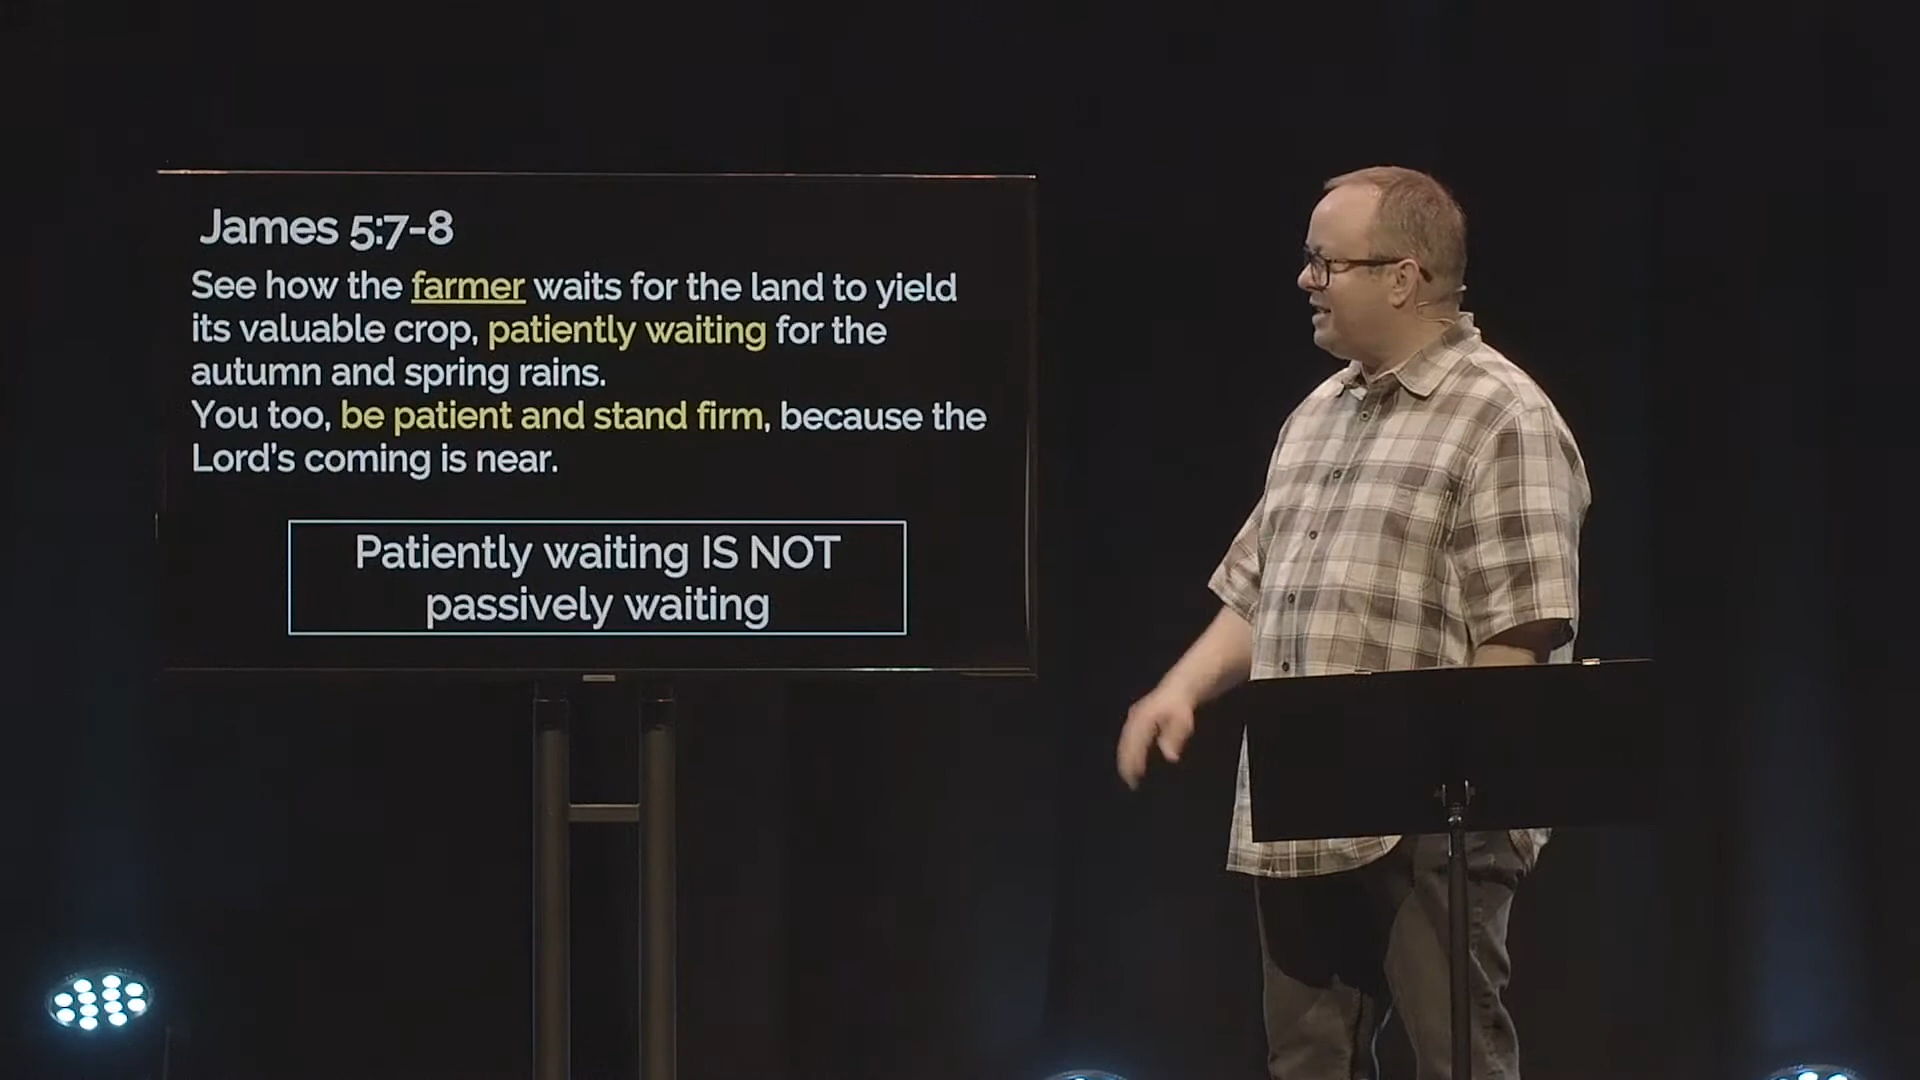 James 5:7-8
See how the farmer waits for the land to yield
its valuable crop, patiently waiting for the
autumn and spring rains.
You too, be patient and stand firm, because the
Lord's coming is near.
Patiently waiting IS NOT
passively waiting